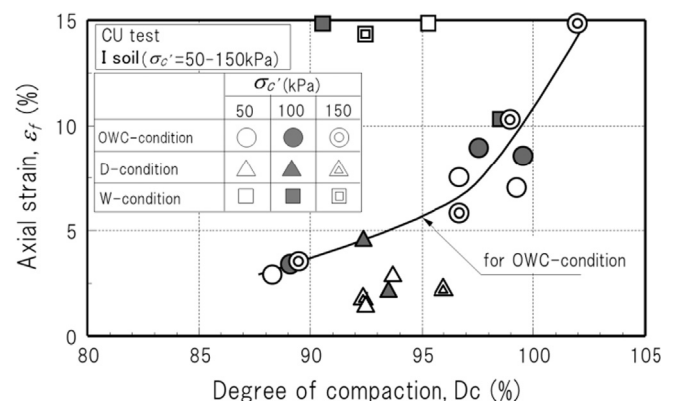 15
10
5
0
Axial strain, εf (%)
CU test
I soil(σc'=50-150kPa)
σc'(kPa)
50 100 150
OWC-condition
D-condition
W-condition
for OWC-condition
80 85 90 95 100 105
Degree of compaction, Dc (%)